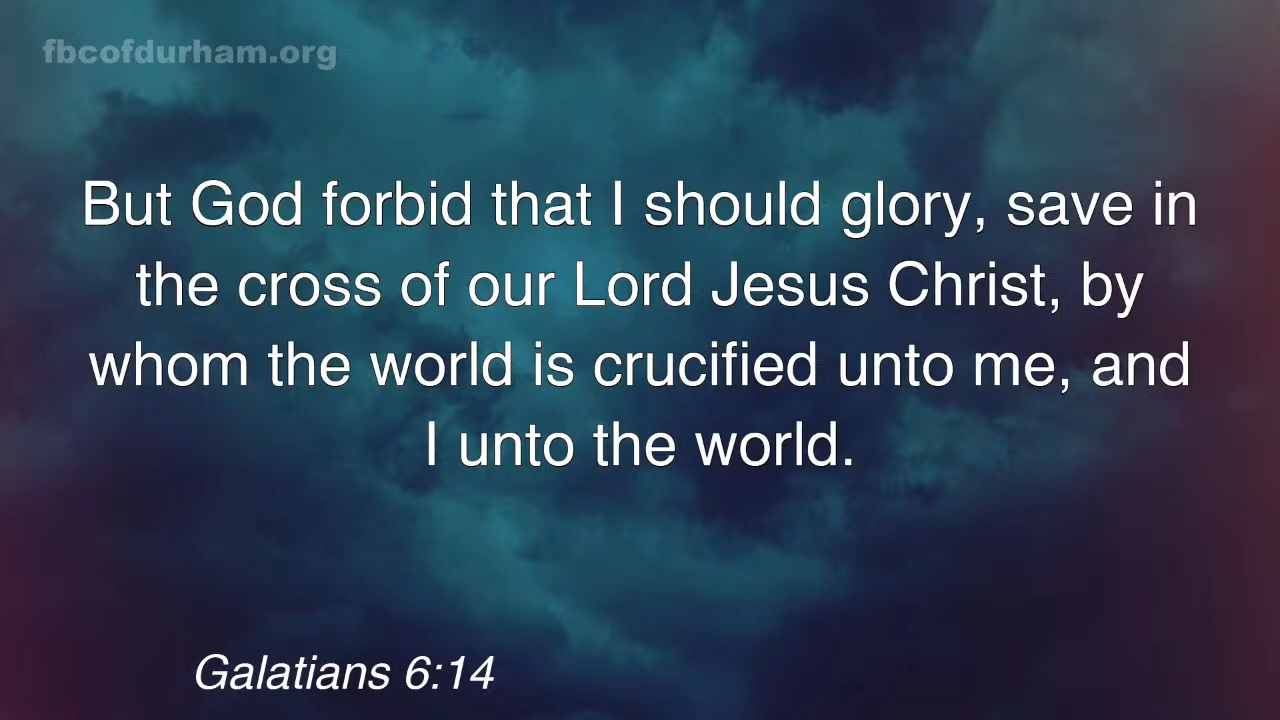 fbcofdurham.org
But God forbid that I should glory, save in
the cross of our Lord Jesus Christ, by
whom the world is crucified unto me, and
I unto the world.
Galatians 6:14